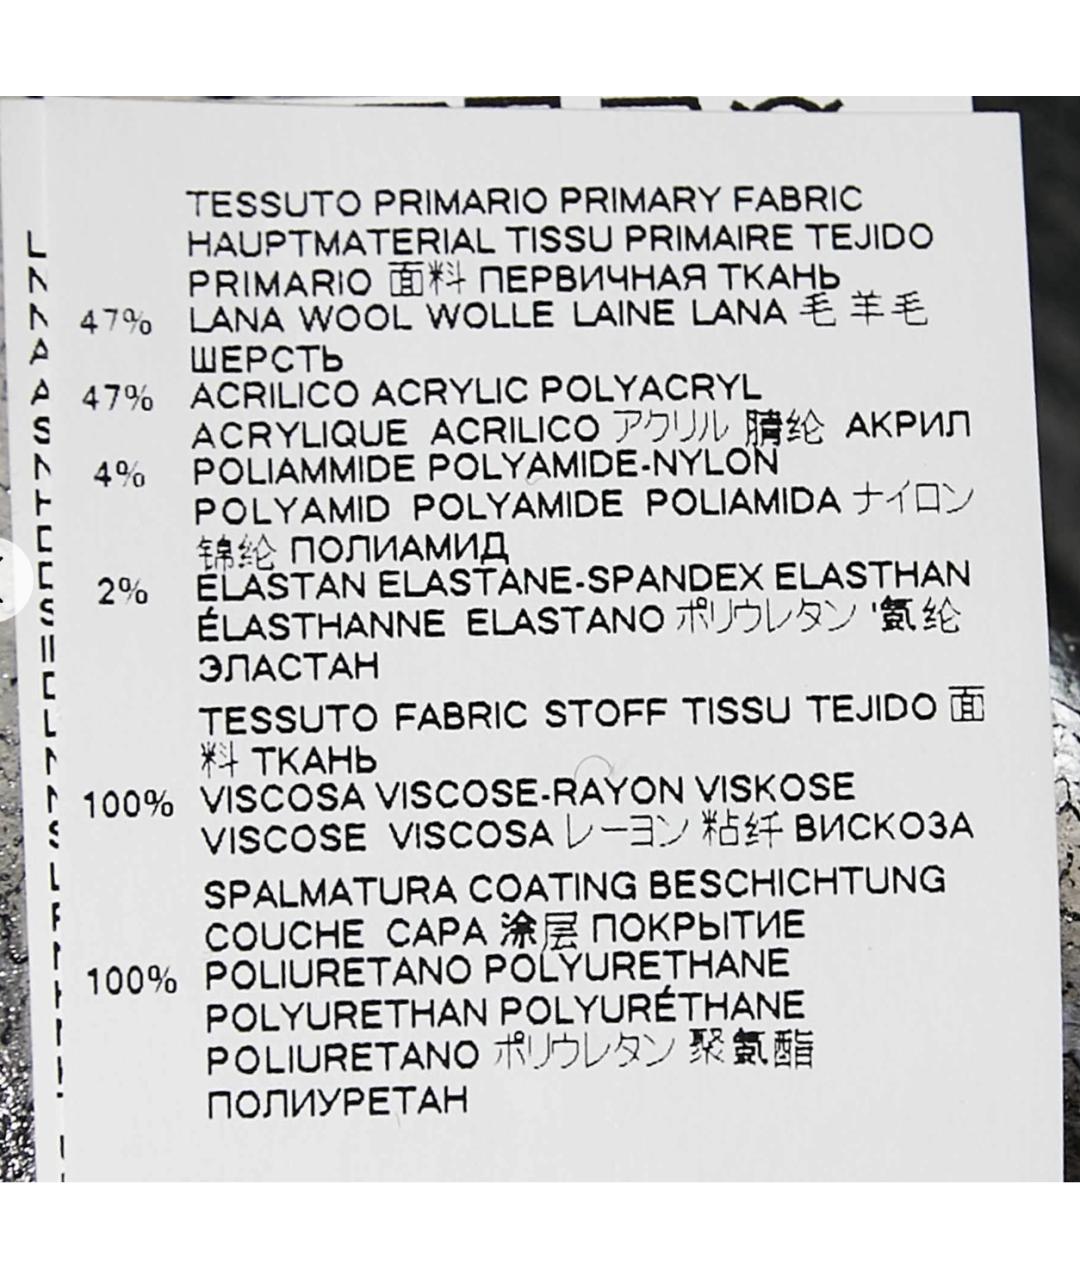 TESSUTO PRIMARIO PRIMARY FABRIC
HAUPTMATERIAL TISSU PRIMAIRE TEJIDO
PRIMARIO 面料 ПЕРВИЧНАЯ ТКАНЬ
47% LANA WOOL WOLLE LAINE LANA 毛 羊毛
ШЕРСТЬ
47% ACRILICO ACRYLIC POLYACRYL
ACRYLIQUE ACRILICO アクリル 腈纶 АКРИЛ
4% POLIAMMIDE POLYAMIDE-NYLON
POLYAMID POLYAMIDE POLIAMIDA ナイロン
锦纶 ПОЛИАМИД
2% ELASTAN ELASTANE-SPANDEX ELASTHAN
ÉLASTHANNE ELASTANO ポリウレタン '氨纶
ЭЛАСТАН
TESSUTO FABRIC STOFF TISSU TEJIDO 面
料 ТКАНЬ
100% VISCOSA VISCOSE-RAYON VISKOSE
VISCOSE VISCOSA レーヨン 粘纤 ВИСКОЗА
SPALMATURA COATING BESCHICHTUNG
COUCHE CAPA 涂层 ПОКРЫТИЕ
100% POLIURETANO POLYURETHANE
POLYURETHAN POLYURÉTHANE
POLIURETANO ポリウレタン 聚氨酯
ПОЛИУРЕТАН